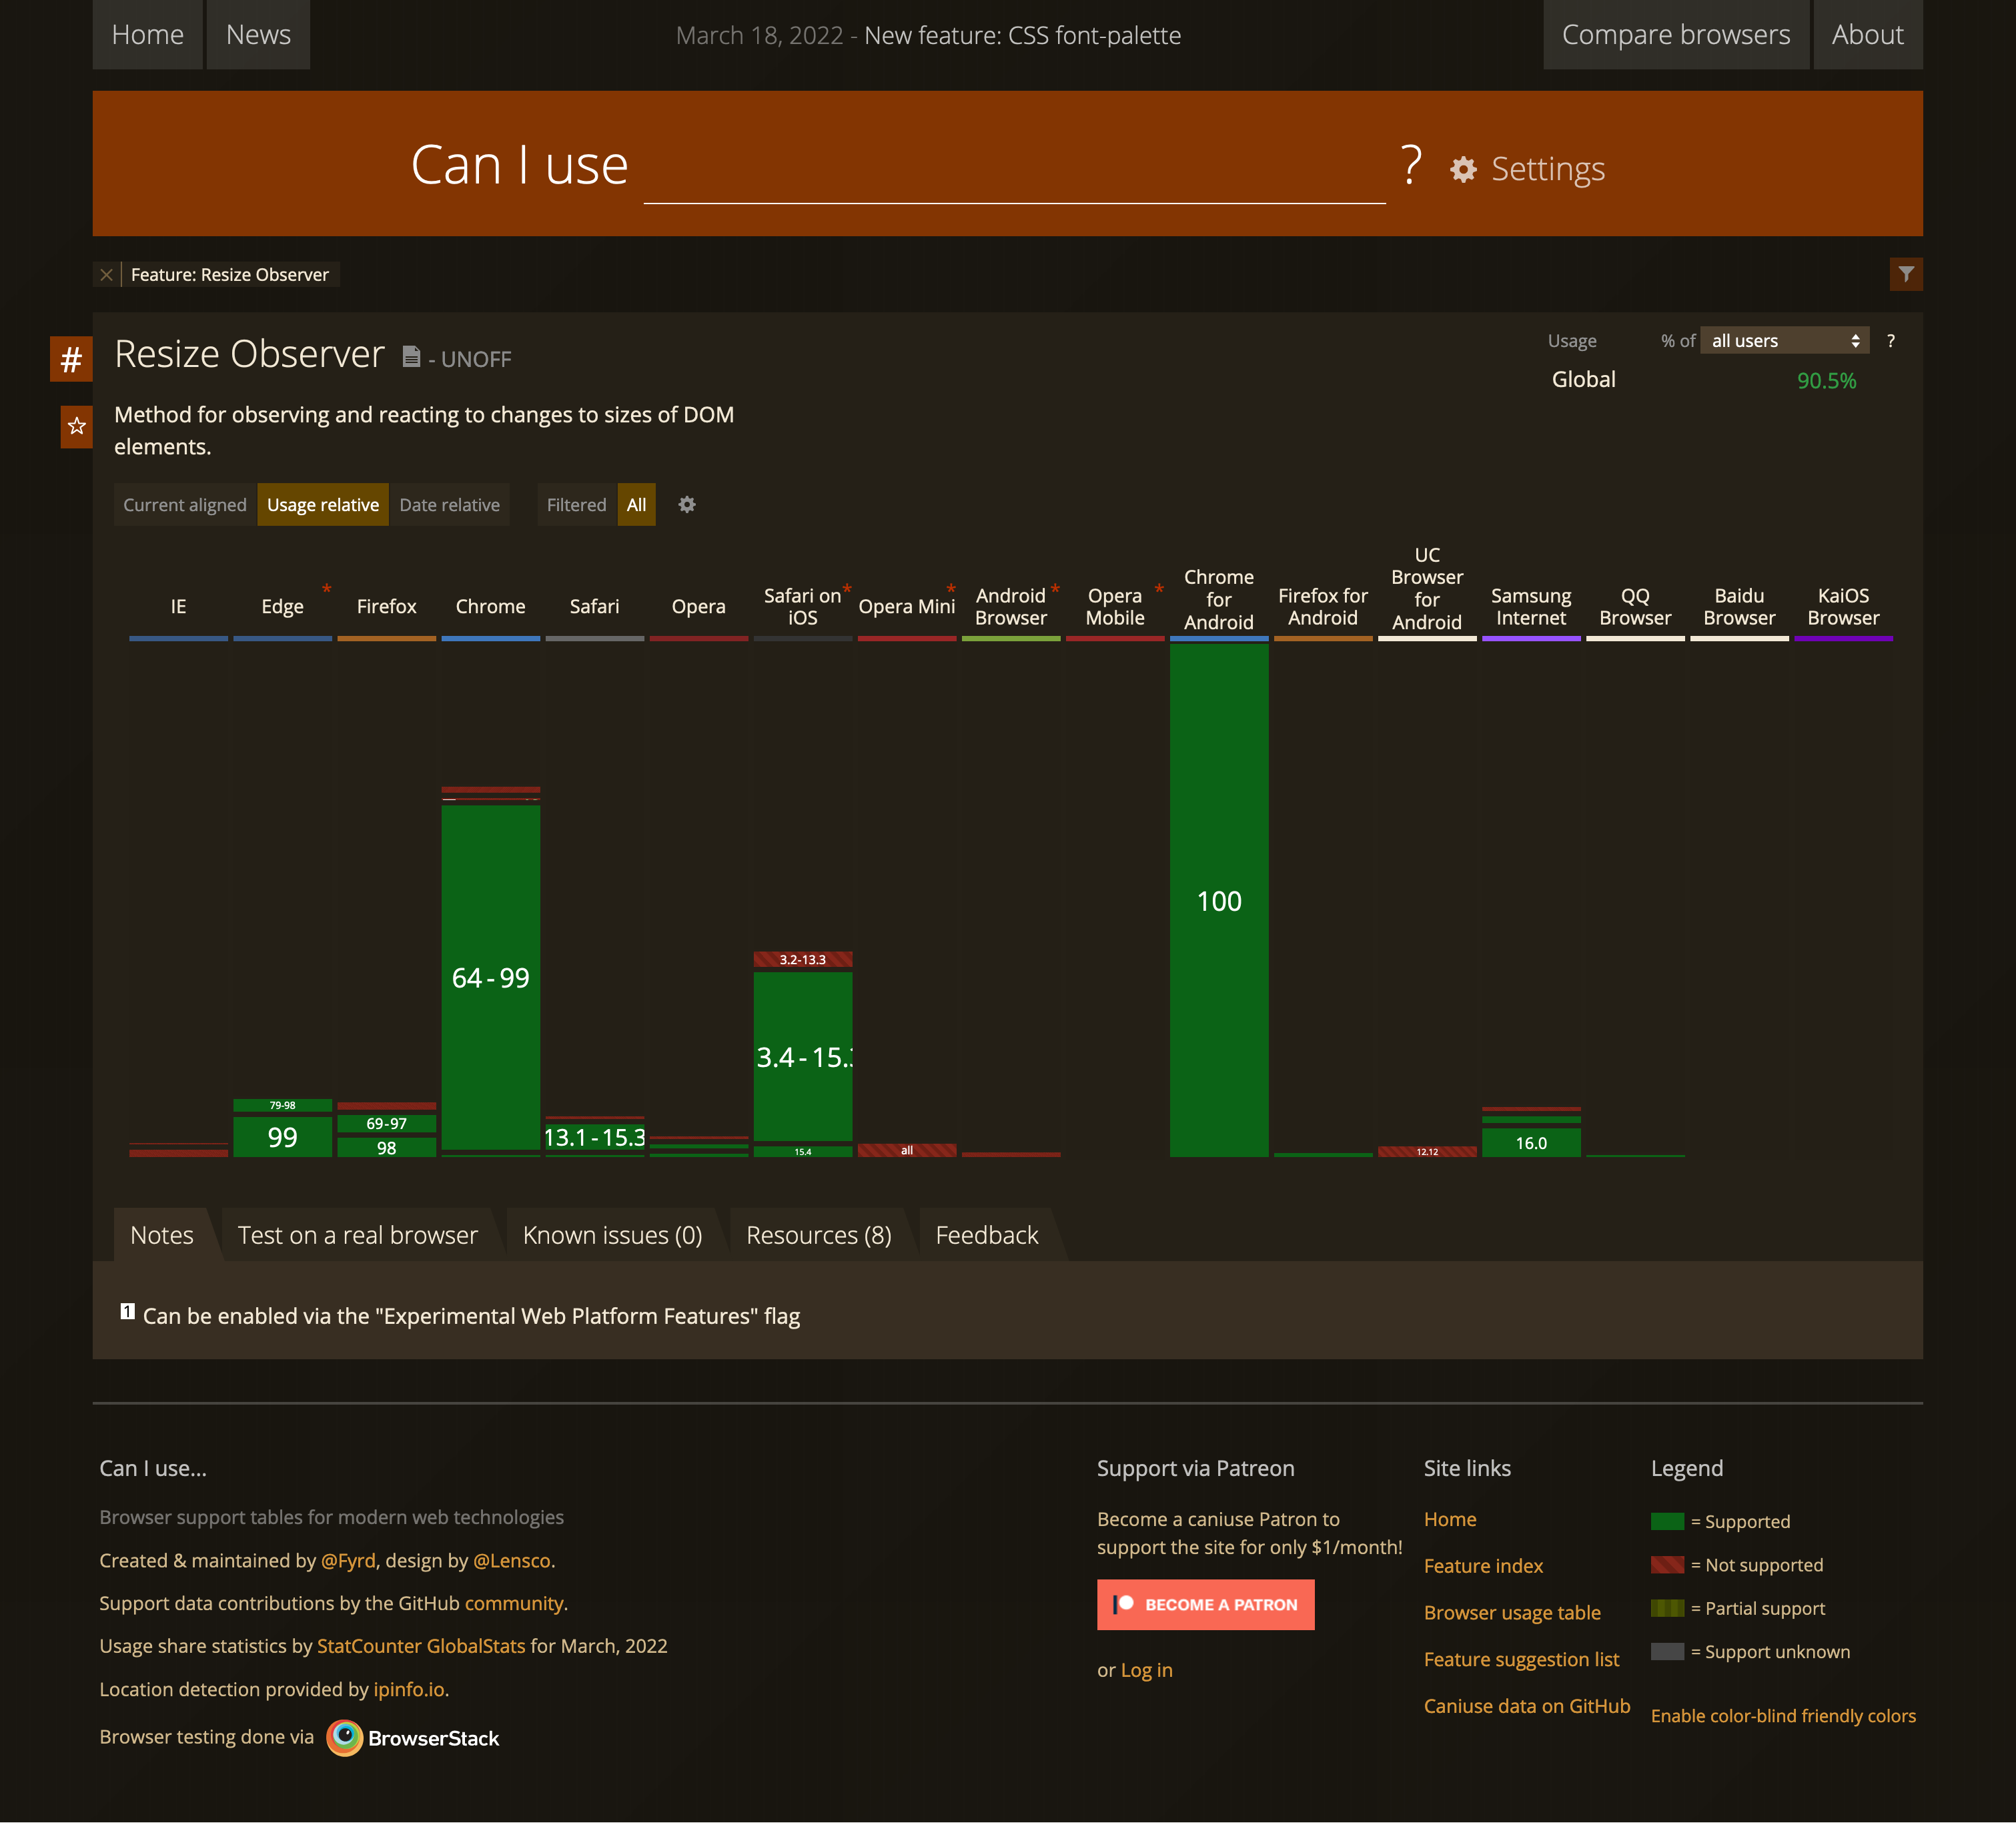 Home
News
March 18, 2022 - New feature: CSS font-palette
Compare browsers
About
Can I use ?
Settings
Feature: Resize Observer
#
Resize Observer - UNOFF
Usage % of all users ?
Global 90.5%
Method for observing and reacting to changes to sizes of DOM
elements.
Current aligned Usage relative Date relative Filtered All
IE
Edge *
Firefox
Chrome
Safari
Opera
Safari on *
iOS
Opera Mini *
Android *
Browser
Opera *
Mobile
Chrome
for
Android
Firefox for
Android
UC
Browser
for
Android
Samsung
Internet
QQ
Browser
Baidu
Browser
KaiOS
Browser
79-98
99
69-97
98
64 - 99
13.1 - 15.3
3.2-13.3
3.4 - 15.
15.4
all
100
12.12
16.0
Notes
Test on a real browser
Known issues (0)
Resources (8)
Feedback
1 Can be enabled via the "Experimental Web Platform Features" flag
Can I use...
Browser support tables for modern web technologies
Created & maintained by @Fyrd, design by @Lensco.
Support data contributions by the GitHub community.
Usage share statistics by StatCounter GlobalStats for March, 2022
Location detection provided by ipinfo.io.
Browser testing done via BrowserStack
Support via Patreon
Become a caniuse Patron to
support the site for only $1/month!
BECOME A PATRON
or Log in
Site links
Home
Feature index
Browser usage table
Feature suggestion list
Caniuse data on GitHub
Legend
= Supported
= Not supported
= Partial support
= Support unknown
Enable color-blind friendly colors